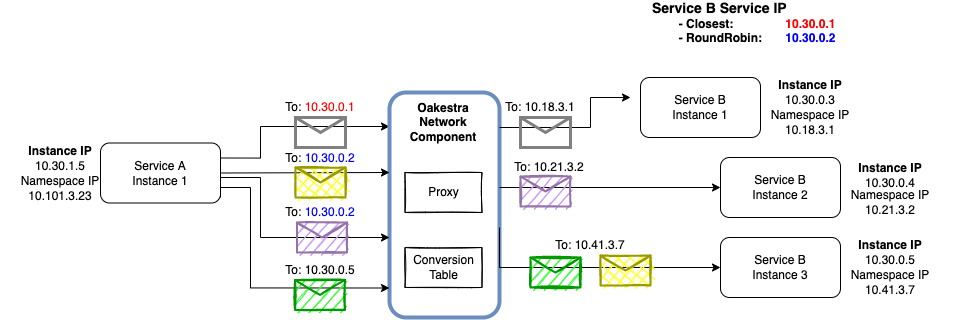 Service B Service IP
- Closest: 10.30.0.1
- RoundRobin: 10.30.0.2
Instance IP
10.30.1.5
Namespace IP
10.101.3.23
Service A
Instance 1
To: 10.30.0.1
To: 10.30.0.2
To: 10.30.0.2
To: 10.30.0.5
Oakestra
Network
Component
Proxy
Conversion
Table
To: 10.18.3.1
To: 10.21.3.2
To: 10.41.3.7
Service B
Instance 1
Instance IP
10.30.0.3
Namespace IP
10.18.3.1
Service B
Instance 2
Instance IP
10.30.0.4
Namespace IP
10.21.3.2
Service B
Instance 3
Instance IP
10.30.0.5
Namespace IP
10.41.3.7